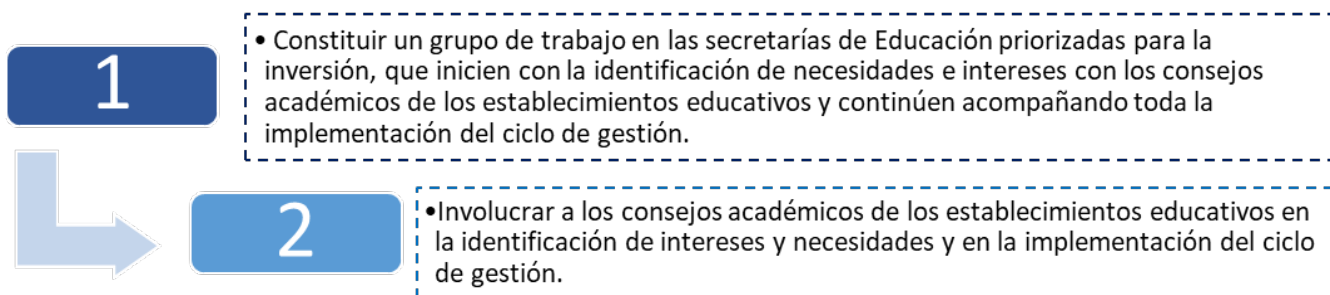 1
• Constituir un grupo de trabajo en las secretarías de Educación priorizadas para la
inversión, que inicien con la identificación de necesidades e intereses con los consejos
académicos de los establecimientos educativos y continúen acompañando toda la
implementación del ciclo de gestión.
2
•Involucrar a los consejos académicos de los establecimientos educativos en
la identificación de intereses y necesidades y en la implementación del ciclo
de gestión.